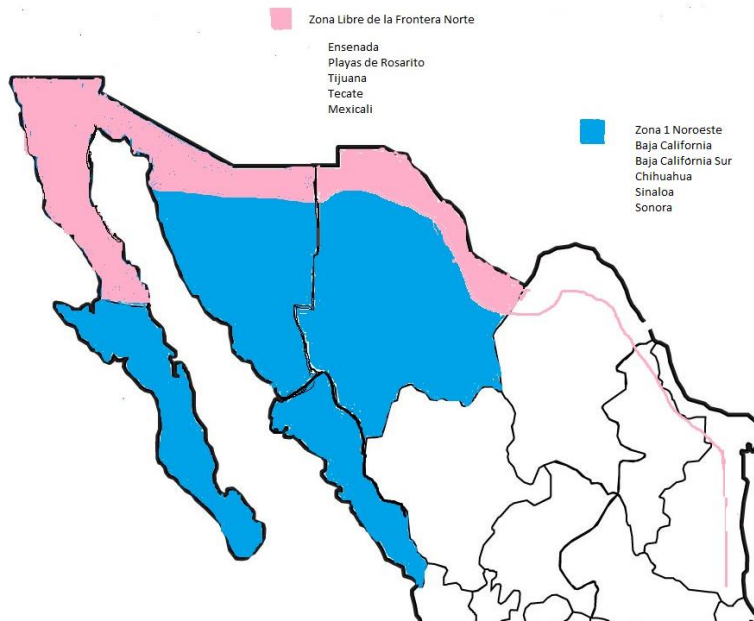 Zona Libre de la Frontera Norte
Ensenada
Playas de Rosarito
Tijuana
Tecate
Mexicali
Zona 1 Noroeste
Baja California
Baja California Sur
Chihuahua
Sinaloa
Sonora